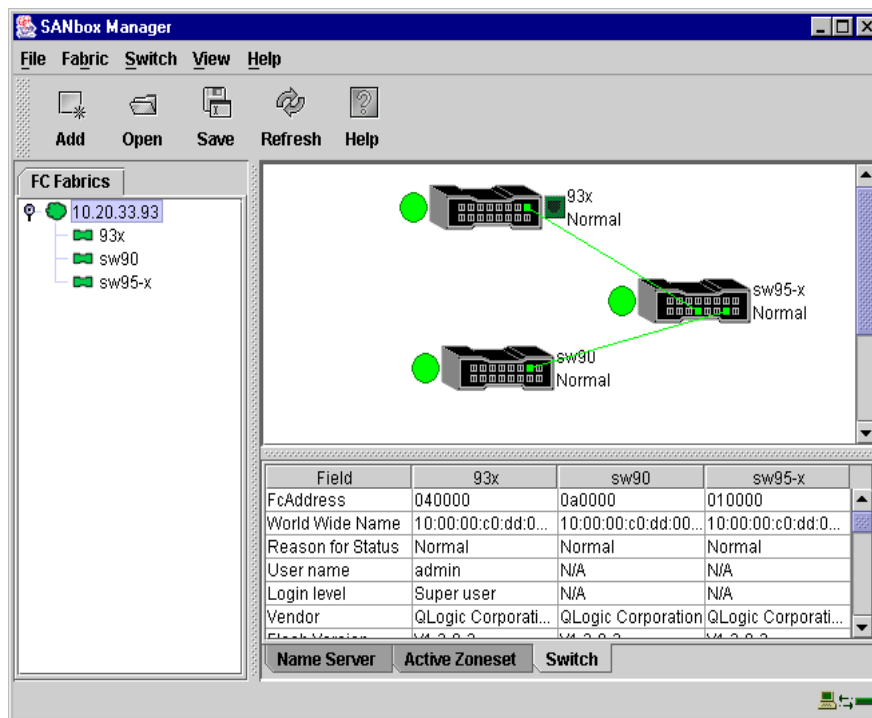 SANbox Manager
File Fabric Switch View Help
Add Open Save Refresh Help
FC Fabrics
10.20.33.93
93x
sw90
sw95-x
93x
Normal
sw95-x
Normal
sw90
Normal
Field 93x sw90 sw95-x
FcAddress 040000 0a0000 010000
World Wide Name 10:00:00:c0:dd:0... 10:00:00:c0:dd:00... 10:00:00:c0:dd:0...
Reason for Status Normal Normal Normal
User name admin N/A N/A
Login level Super user N/A N/A
Vendor QLogic Corporati... QLogic Corporation QLogic Corporati...
Name Server Active Zoneset Switch